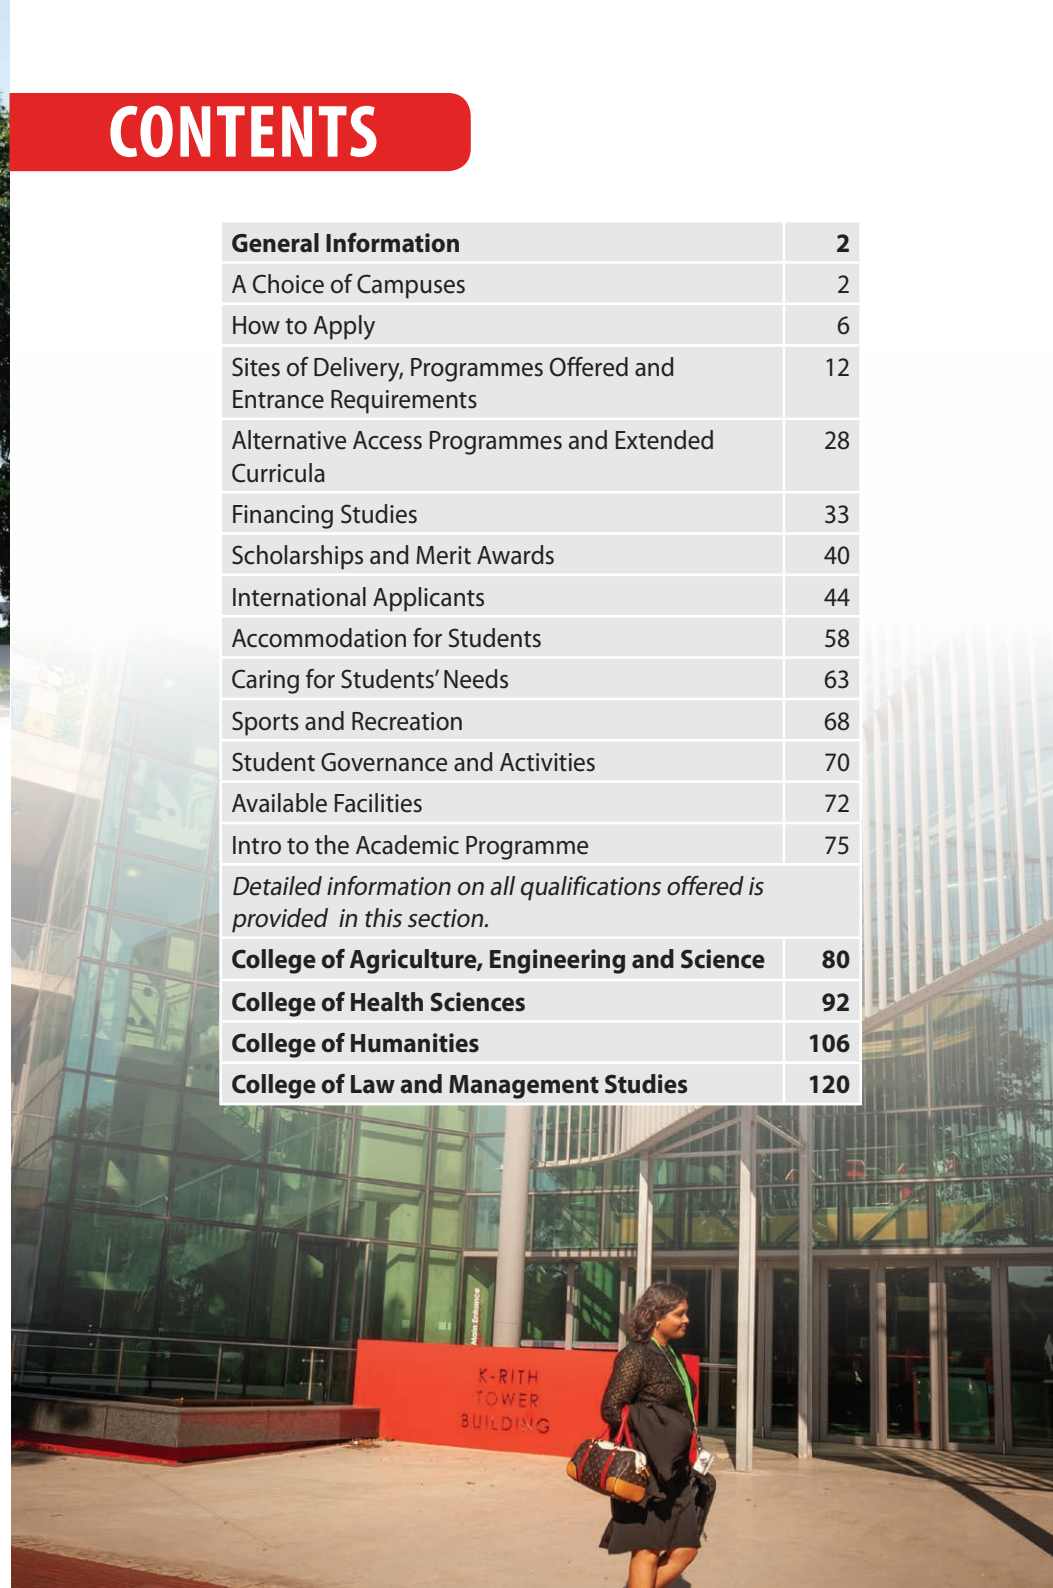 CONTENTS
General Information 2
A Choice of Campuses 2
How to Apply 6
Sites of Delivery, Programmes Offered and 12
Entrance Requirements
Alternative Access Programmes and Extended 28
Curricula
Financing Studies 33
Scholarships and Merit Awards 40
International Applicants 44
Accommodation for Students 58
Caring for Students' Needs 63
Sports and Recreation 68
Student Governance and Activities 70
Available Facilities 72
Intro to the Academic Programme 75
Detailed information on all qualifications offered is
provided in this section.
College of Agriculture, Engineering and Science 80
College of Health Sciences 92
College of Humanities 106
College of Law and Management Studies 120
Main Entrance
K-RITH
TOWER
BUILDING